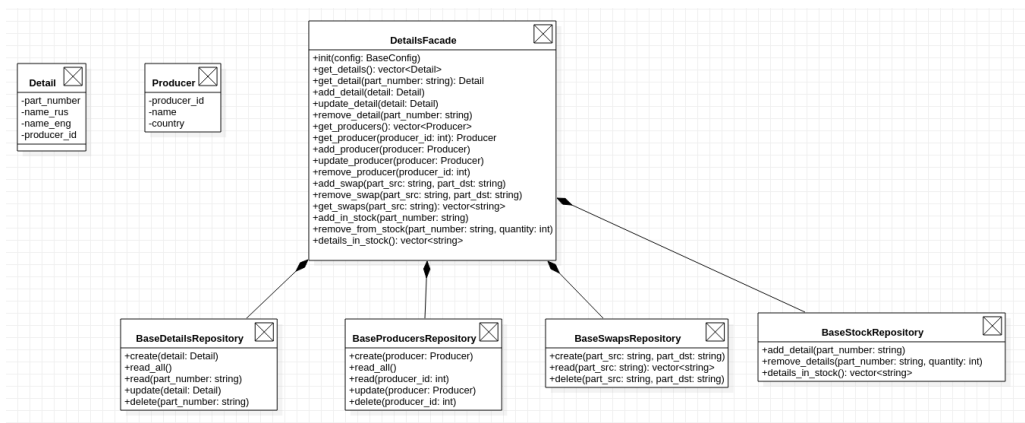 DetailsFacade
+init(config: BaseConfig)
+get_details(): vector<Detail>
+get_detail(part_number: string): Detail
+add_detail(detail: Detail)
+update_detail(detail: Detail)
+remove_detail(part_number: string)
+get_producers(): vector<Producer>
+get_producer(producer_id: int): Producer
+add_producer(producer: Producer)
+update_producer(producer: Producer)
+remove_producer(producer_id: int)
+add_swap(part_src: string, part_dst: string)
+remove_swap(part_src: string, part_dst: string)
+get_swaps(part_src: string): vector<string>
+add_in_stock(part_number: string)
+remove_from_stock(part_number: string, quantity: int)
+details_in_stock(): vector<string>
Detail
-part_number
-name_rus
-name_eng
-producer_id
Producer
-producer_id
-name
-country
BaseDetailsRepository
+create(detail: Detail)
+read_all()
+read(part_number: string)
+update(detail: Detail)
+delete(part_number: string)
BaseProducersRepository
+create(producer: Producer)
+read_all()
+read(producer_id: int)
+update(producer: Producer)
+delete(producer_id: int)
BaseSwapsRepository
+create(part_src: string, part_dst: string)
+read(part_src: string): vector<string>
+delete(part_src: string, part_dst: string)
BaseStockRepository
+add_detail(part_number: string)
+remove_details(part_number: string, quantity: int)
+details_in_stock(): vector<string>